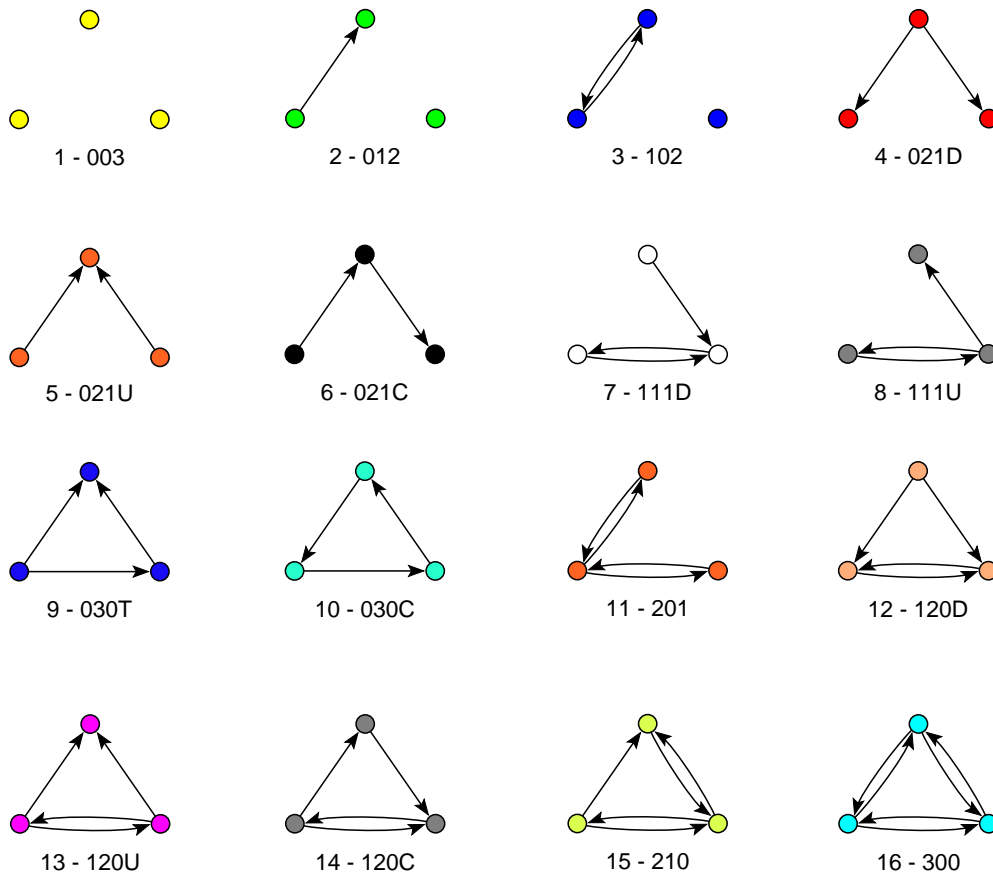 1 - 003
2 - 012
3 - 102
4 - 021D
5 - 021U
6 - 021C
7 - 111D
8 - 111U
9 - 030T
10 - 030C
11 - 201
12 - 120D
13 - 120U
14 - 120C
15 - 210
16 - 300